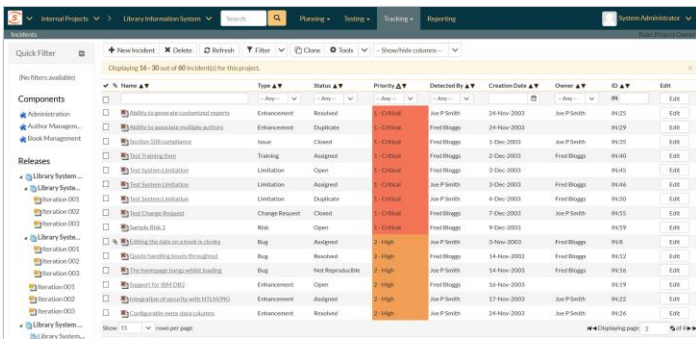 Internal Projects > Library Information System Search Planning Testing Tracking Reporting System Administrator
Incidents Role: Project Owner
Quick Filter
(No filters available)
Components
Administration
Author Managem...
Book Management
Releases
Library System ...
Library Syste...
Iteration 001
Iteration 002
Iteration 003
Library Syste...
Iteration 001
Iteration 002
Iteration 003
Iteration 001
Iteration 002
Iteration 003
Library System ...
Library System...
New Incident Delete Refresh Filter Clone Tools -- Show/hide columns --
Displaying 16 - 30 out of 60 incident(s) for this project.
Name Type Status Priority Detected By Creation Date Owner ID Edit
-- Any -- -- Any -- -- Any -- -- Any -- -- Any -- IN Edit
Ability to generate customized reports Enhancement Resolved 1 - Critical Joe P Smith 24-Nov-2003 Joe P Smith IN:25 Edit
Ability to associate multiple authors Enhancement Duplicate 1 - Critical Fred Bloggs 24-Nov-2003 IN:29 Edit
Section 508 compliance Issue Closed 1 - Critical Fred Bloggs 1-Dec-2003 Joe P Smith IN:35 Edit
Test Training Item Training Assigned 1 - Critical Fred Bloggs 2-Dec-2003 Fred Bloggs IN:40 Edit
Test System Limitation Limitation Open 1 - Critical Fred Bloggs 3-Dec-2003 IN:45 Edit
Test System Limitation Limitation Assigned 1 - Critical Joe P Smith 3-Dec-2003 Fred Bloggs IN:46 Edit
Test System Limitation Limitation Duplicate 1 - Critical Joe P Smith 6-Dec-2003 Fred Bloggs IN:50 Edit
Test Change Request Change Request Closed 1 - Critical Fred Bloggs 7-Dec-2003 Joe P Smith IN:55 Edit
Sample Risk 1 Risk Open 1 - Critical Fred Bloggs 9-Dec-2003 IN:59 Edit
Editing the date on a book is clunky Bug Assigned 2 - High Joe P Smith 3-Nov-2003 Fred Bloggs IN:8 Edit
Quote handling issues throughout Bug Resolved 2 - High Fred Bloggs 14-Nov-2003 Fred Bloggs IN:12 Edit
The homepage hangs whilst loading Bug Not Reproducible 2 - High Joe P Smith 14-Nov-2003 Fred Bloggs IN:16 Edit
Support for IBM DB2 Enhancement Open 2 - High Fred Bloggs 16-Nov-2003 IN:19 Edit
Integration of security with NTLM/PKI Enhancement Assigned 2 - High Joe P Smith 17-Nov-2003 Joe P Smith IN:22 Edit
Configurable meta-data columns Enhancement Resolved 2 - High Joe P Smith 24-Nov-2003 Joe P Smith IN:26 Edit
Show 15 rows per page Displaying page 2 of 4